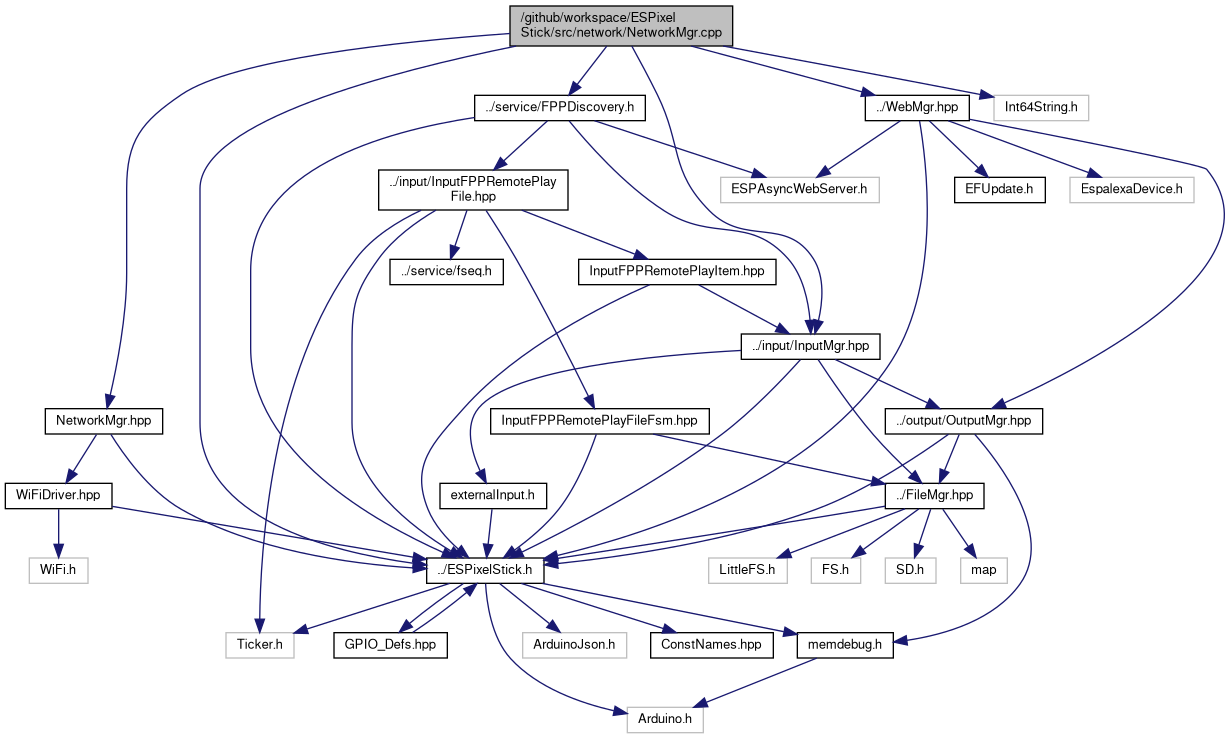 /github/workspace/ESPixel
Stick/src/network/NetworkMgr.cpp
../service/FPPDiscovery.h
../WebMgr.hpp
Int64String.h
../input/InputFPPRemotePlay
File.hpp
ESPAsyncWebServer.h
EFUpdate.h
EspalexaDevice.h
../service/fseq.h
InputFPPRemotePlayItem.hpp
../input/InputMgr.hpp
NetworkMgr.hpp
InputFPPRemotePlayFileFsm.hpp
../output/OutputMgr.hpp
WiFiDriver.hpp
externalInput.h
../FileMgr.hpp
WiFi.h
../ESPixelStick.h
LittleFS.h
FS.h
SD.h
map
Ticker.h
GPIO_Defs.hpp
ArduinoJson.h
ConstNames.hpp
memdebug.h
Arduino.h